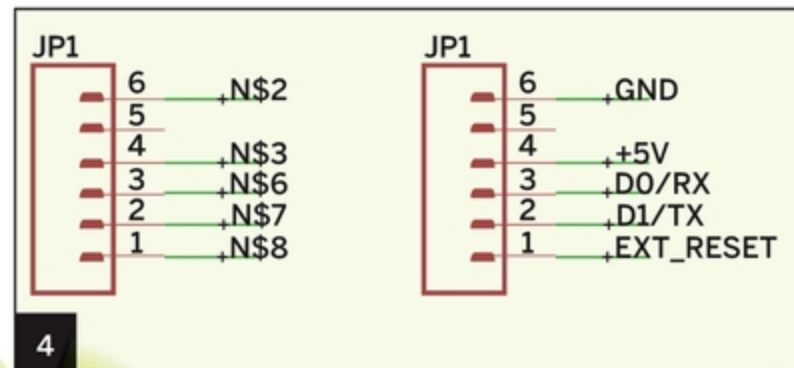 JP1
6 N$2
5
4 N$3
3 N$6
2 N$7
1 N$8
JP1
6 GND
5
4 +5V
3 D0/RX
2 D1/TX
1 EXT_RESET
4